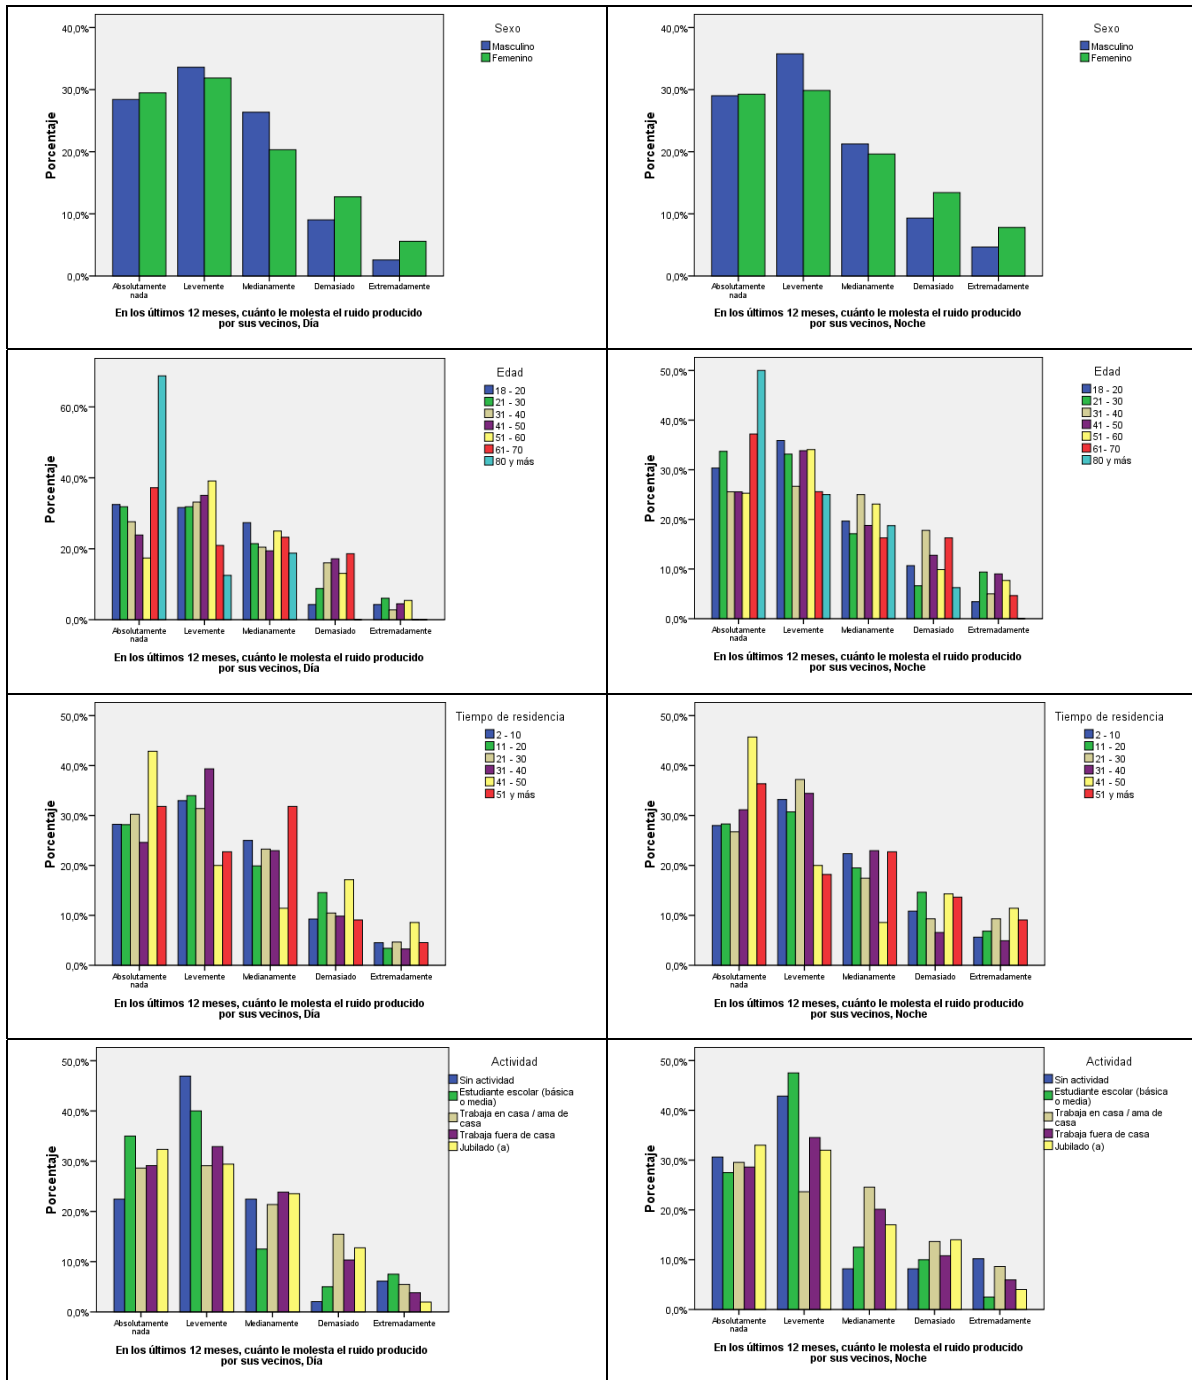 40,0%
30,0%
20,0%
10,0%
0,0%
Porcentaje
Absolutamente
nada
Levemente
Medianamente
Demasiado
Extremadamente
En los últimos 12 meses, cuánto le molesta el ruido producido
por sus vecinos, Día
Sexo
Masculino
Femenino
40,0%
30,0%
20,0%
10,0%
0,0%
Porcentaje
Absolutamente
nada
Levemente
Medianamente
Demasiado
Extremadamente
En los últimos 12 meses, cuánto le molesta el ruido producido
por sus vecinos, Noche
Sexo
Masculino
Femenino
60,0%
40,0%
20,0%
0,0%
Porcentaje
Absolutamente
nada
Levemente
Medianamente
Demasiado
Extremadamente
En los últimos 12 meses, cuánto le molesta el ruido producido
por sus vecinos, Día
Edad
18 - 20
21 - 30
31 - 40
41 - 50
51 - 60
61- 70
80 y más
50,0%
40,0%
30,0%
20,0%
10,0%
0,0%
Porcentaje
Absolutamente
nada
Levemente
Medianamente
Demasiado
Extremadamente
En los últimos 12 meses, cuánto le molesta el ruido producido
por sus vecinos, Noche
Edad
18 - 20
21 - 30
31 - 40
41 - 50
51 - 60
61- 70
80 y más
50,0%
40,0%
30,0%
20,0%
10,0%
0,0%
Porcentaje
Absolutamente
nada
Levemente
Medianamente
Demasiado
Extremadamente
En los últimos 12 meses, cuánto le molesta el ruido producido
por sus vecinos, Día
Tiempo de residencia
2 - 10
11 - 20
21 - 30
31 - 40
41 - 50
51 y más
50,0%
40,0%
30,0%
20,0%
10,0%
0,0%
Porcentaje
Absolutamente
nada
Levemente
Medianamente
Demasiado
Extremadamente
En los últimos 12 meses, cuánto le molesta el ruido producido
por sus vecinos, Noche
Tiempo de residencia
2 - 10
11 - 20
21 - 30
31 - 40
41 - 50
51 y más
50,0%
40,0%
30,0%
20,0%
10,0%
0,0%
Porcentaje
Absolutamente
nada
Levemente
Medianamente
Demasiado
Extremadamente
En los últimos 12 meses, cuánto le molesta el ruido producido
por sus vecinos, Día
Actividad
Sin actividad
Estudiante escolar (básica
o media)
Trabaja en casa / ama de
casa
Trabaja fuera de casa
Jubilado (a)
50,0%
40,0%
30,0%
20,0%
10,0%
0,0%
Porcentaje
Absolutamente
nada
Levemente
Medianamente
Demasiado
Extremadamente
En los últimos 12 meses, cuánto le molesta el ruido producido
por sus vecinos, Noche
Actividad
Sin actividad
Estudiante escolar (básica
o media)
Trabaja en casa / ama de
casa
Trabaja fuera de casa
Jubilado (a)